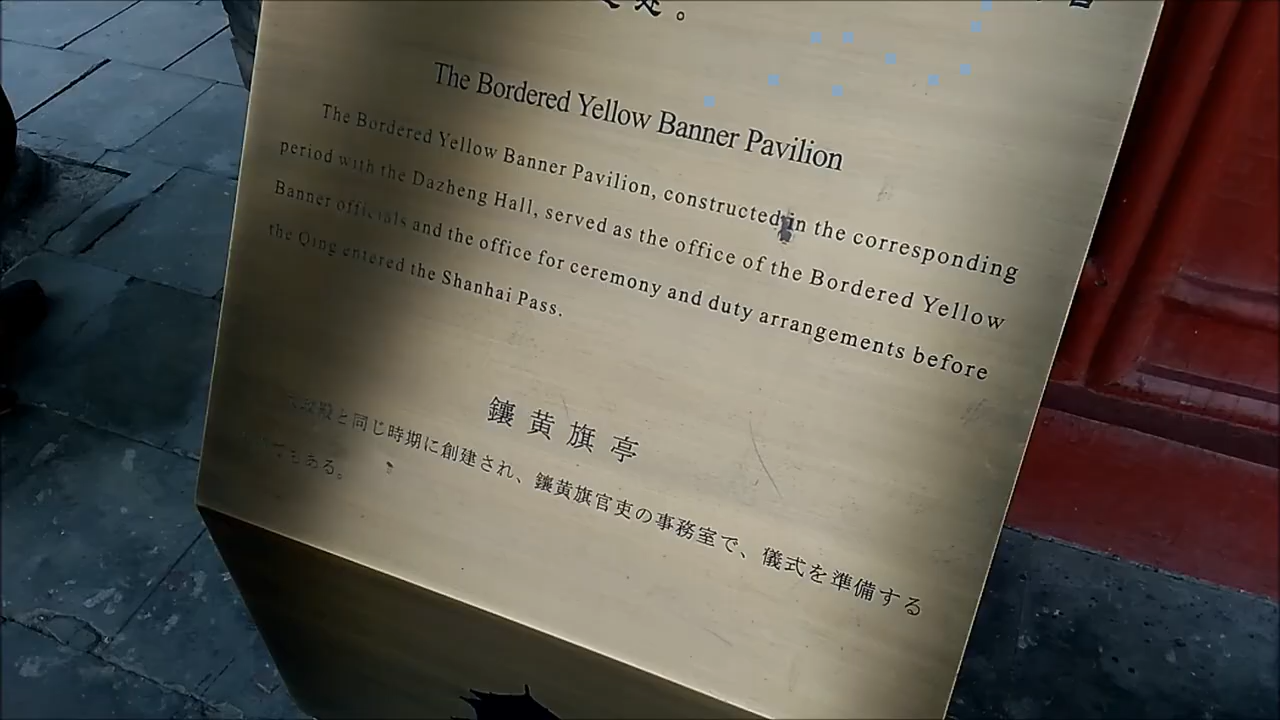 处。
The Bordered Yellow Banner Pavilion
The Bordered Yellow Banner Pavilion, constructed in the corresponding
period with the Dazheng Hall, served as the office of the Bordered Yellow
Banner officials and the office for ceremony and duty arrangements before
the Qing entered the Shanhai Pass.
鑲黄旗亭
殿と同じ時期に創建され、鑲黄旗官吏の事務室で、儀式を準備する
でもある。